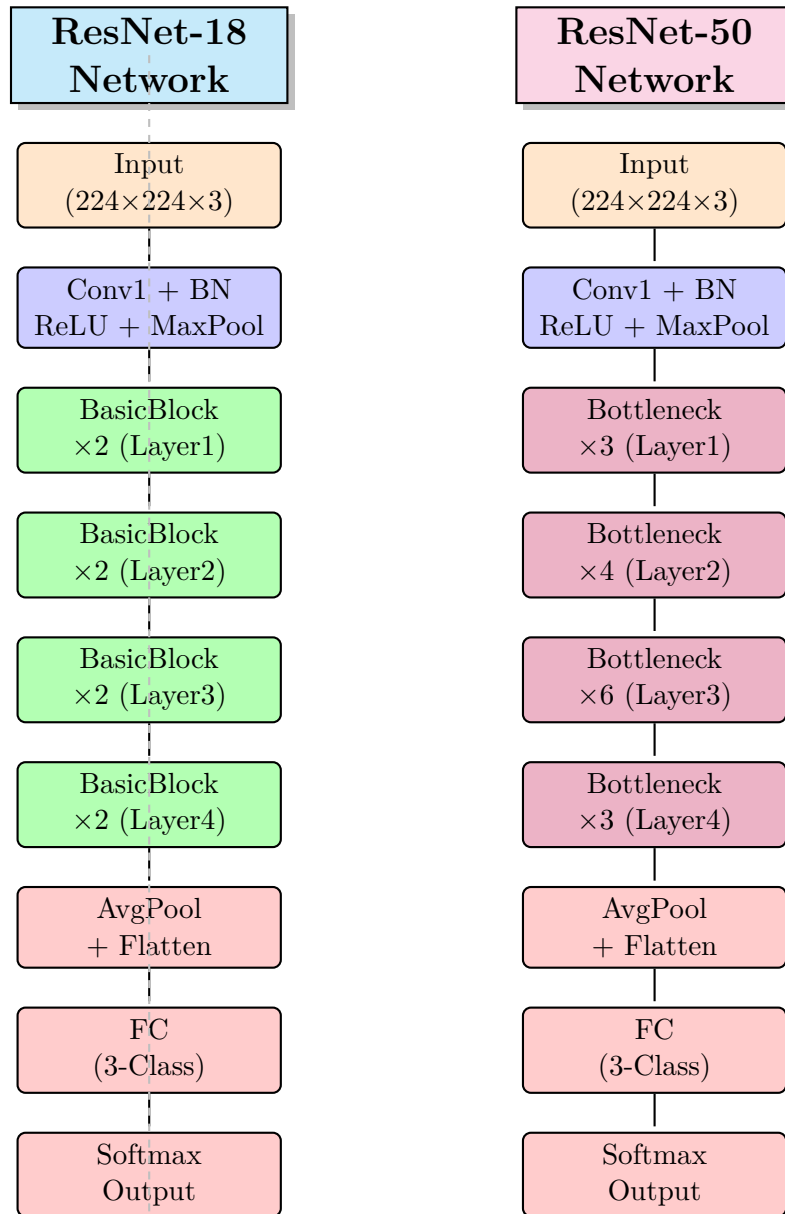 ResNet-18
Network
Input
(224×224×3)
Conv1 + BN
ReLU + MaxPool
BasicBlock
×2 (Layer1)
BasicBlock
×2 (Layer2)
BasicBlock
×2 (Layer3)
BasicBlock
×2 (Layer4)
AvgPool
+ Flatten
FC
(3-Class)
Softmax
Output
ResNet-50
Network
Input
(224×224×3)
Conv1 + BN
ReLU + MaxPool
Bottleneck
×3 (Layer1)
Bottleneck
×4 (Layer2)
Bottleneck
×6 (Layer3)
Bottleneck
×3 (Layer4)
AvgPool
+ Flatten
FC
(3-Class)
Softmax
Output